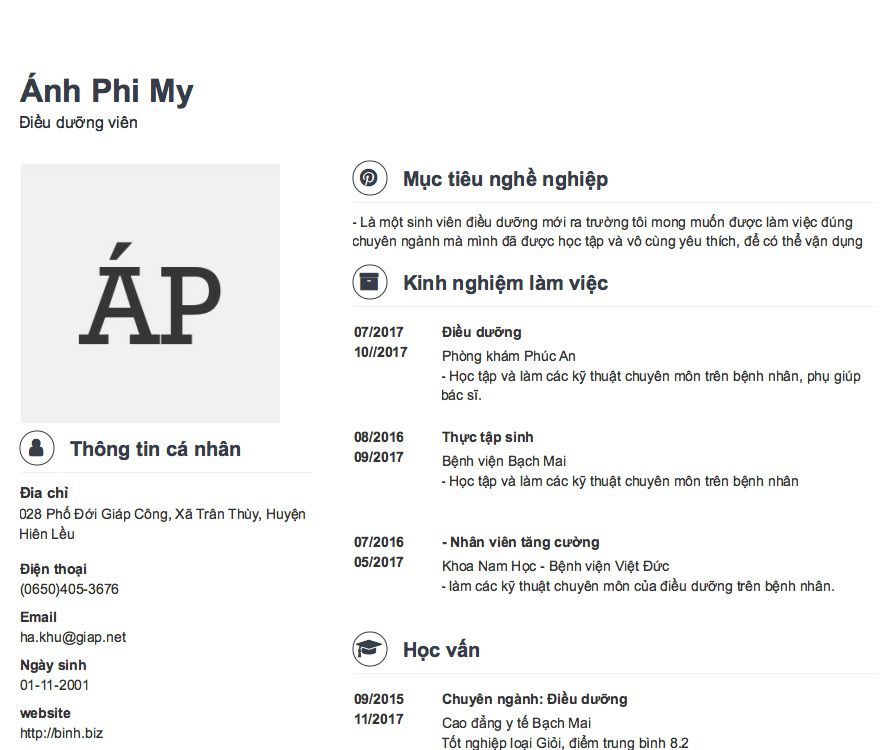 Ánh Phi My
Điều dưỡng viên
ÁP
Thông tin cá nhân
Đia chỉ
028 Phố Đới Giáp Công, Xã Trân Thùy, Huyện
Hiên Lều
Điện thoại
(0650)405-3676
Email
ha.khu@giap.net
Ngày sinh
01-11-2001
website
http://binh.biz
Mục tiêu nghề nghiệp
- Là một sinh viên điều dưỡng mới ra trường tôi mong muốn được làm việc đúng
chuyên ngành mà mình đã được học tập và vô cùng yêu thích, để có thể vận dụng
Kinh nghiệm làm việc
07/2017 Điều dưỡng
10//2017 Phòng khám Phúc An
- Học tập và làm các kỹ thuật chuyên môn trên bệnh nhân, phụ giúp
bác sĩ.
08/2016 Thực tập sinh
09/2017 Bệnh viện Bạch Mai
- Học tập và làm các kỹ thuật chuyên môn trên bệnh nhân
07/2016 - Nhân viên tăng cường
05/2017 Khoa Nam Học - Bệnh viện Việt Đức
- làm các kỹ thuật chuyên môn của điều dưỡng trên bệnh nhân.
Học vấn
09/2015 Chuyên ngành: Điều dưỡng
11/2017 Cao đẳng y tế Bạch Mai
Tốt nghiệp loại Giỏi, điểm trung bình 8.2